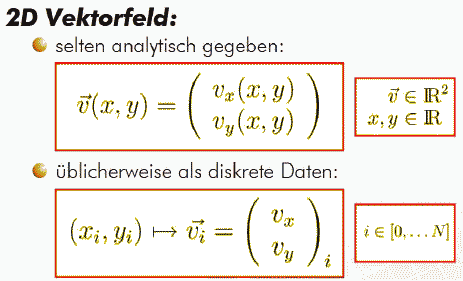 2D Vektorfeld:
selten analytisch gegeben:
v⃗(x, y) = ( v_x(x, y)
v_y(x, y) )
v⃗ ∈ ℝ²
x, y ∈ ℝ
üblicherweise als diskrete Daten:
(x_i, y_i) ↦ v⃗_i = ( v_x
v_y )_i
i ∈ [0, … N]